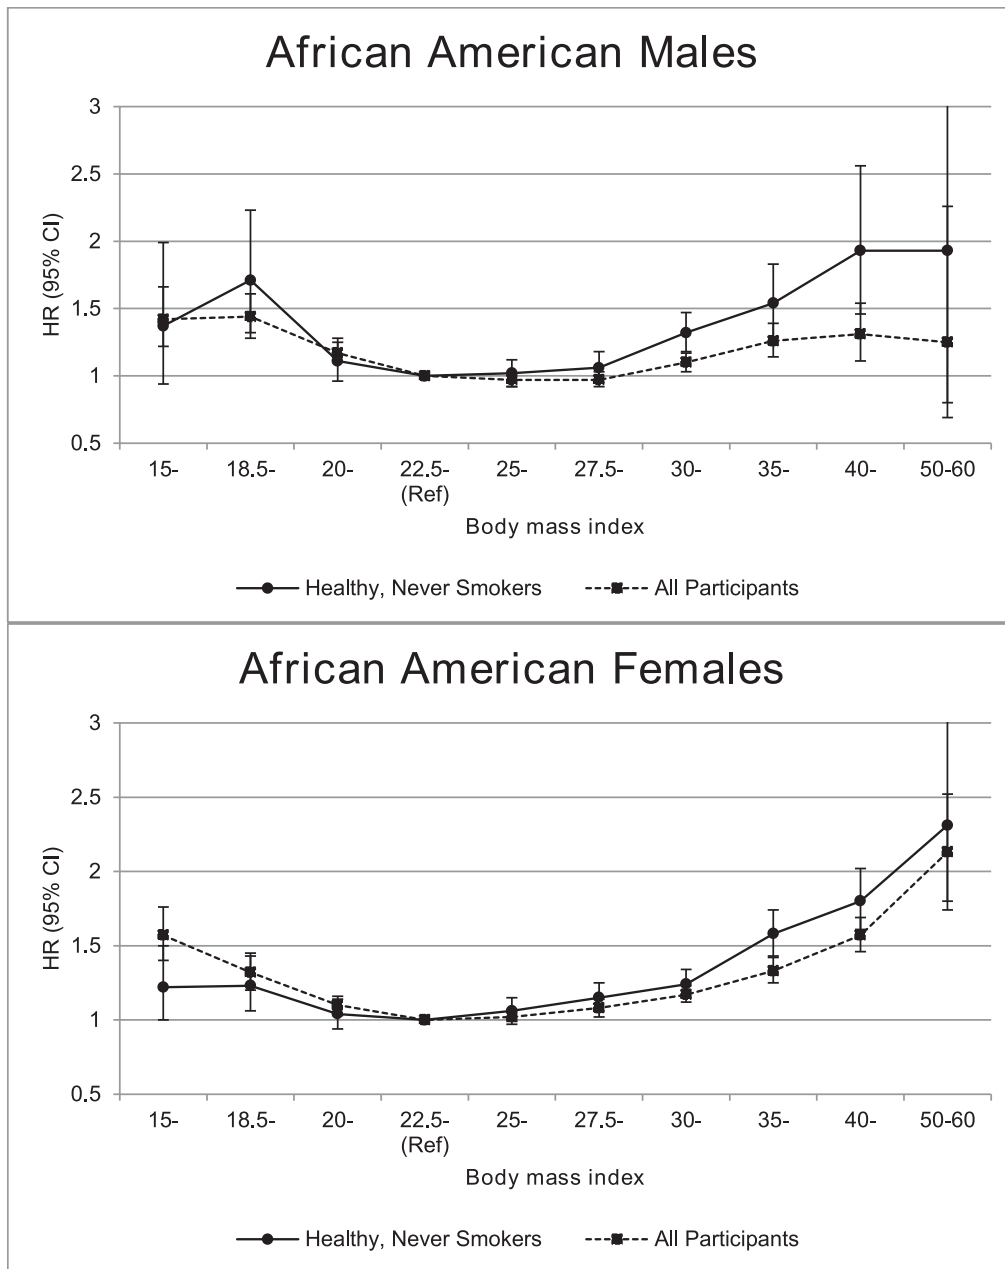 African American Males
3
2.5
2
1.5
1
0.5
HR (95% CI)
15- 18.5- 20- 22.5- 25- 27.5- 30- 35- 40- 50-60
(Ref)
Body mass index
Healthy, Never Smokers All Participants
African American Females
3
2.5
2
1.5
1
0.5
HR (95% CI)
15- 18.5- 20- 22.5- 25- 27.5- 30- 35- 40- 50-60
(Ref)
Body mass index
Healthy, Never Smokers All Participants